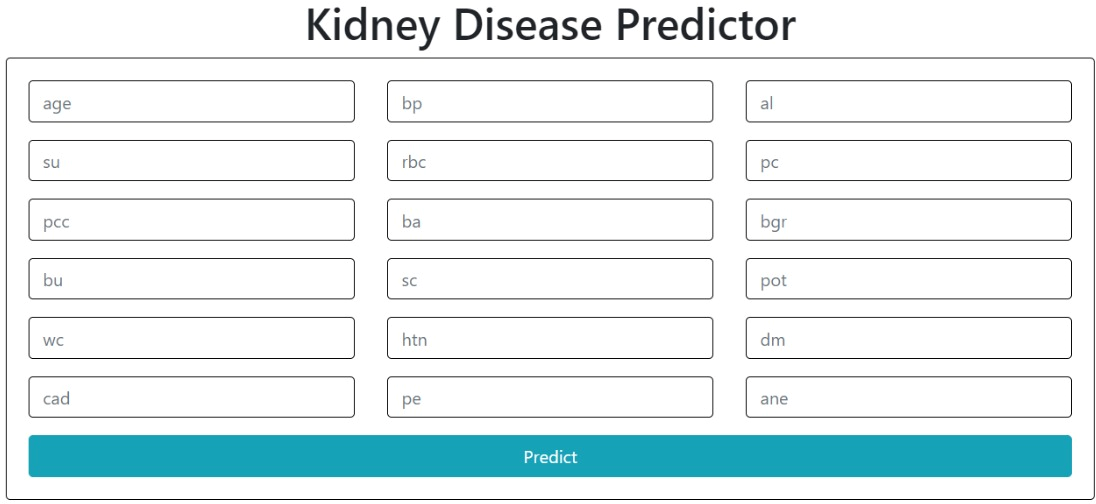 Kidney Disease Predictor
age bp al
su rbc pc
pcc ba bgr
bu sc pot
wc htn dm
cad pe ane
Predict